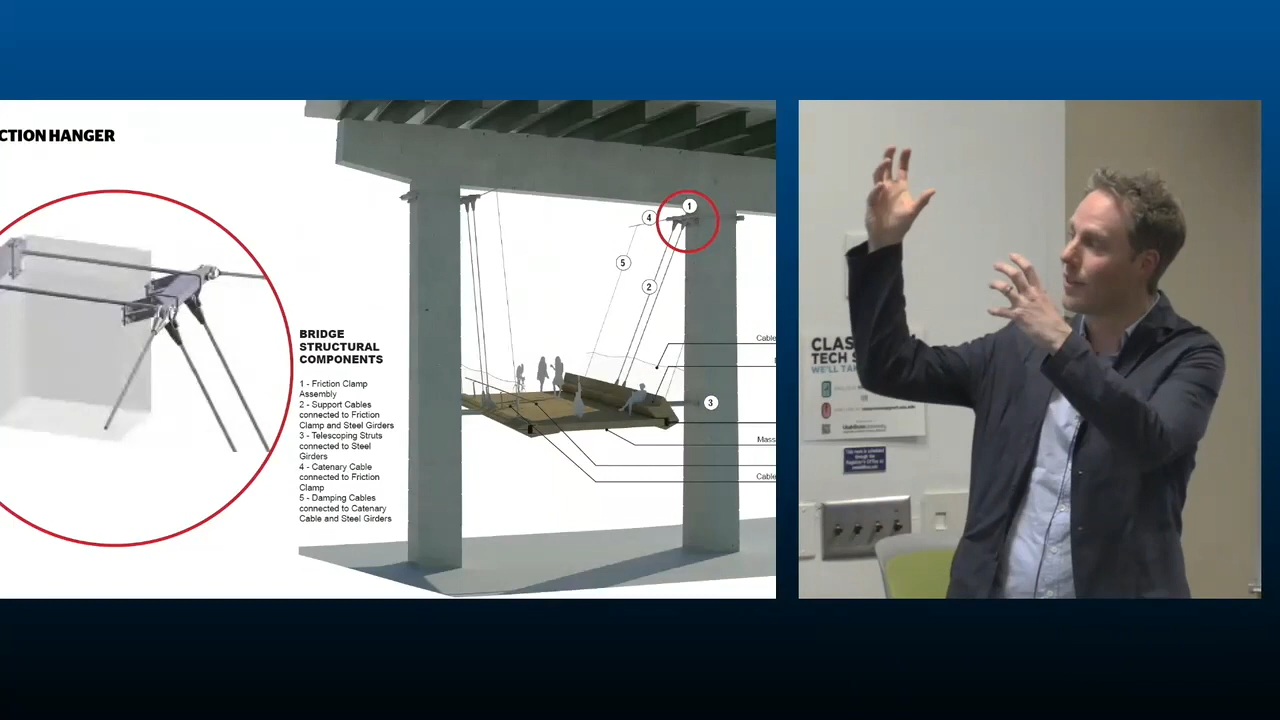 CTION HANGER
BRIDGE
STRUCTURAL
COMPONENTS
1 - Friction Clamp
Assembly
2 - Support Cables
connected to Friction
Clamp and Steel Girders
3 - Telescoping Struts
connected to Steel
Girders
4 - Catenary Cable
connected to Friction
Clamp
5 - Damping Cables
connected to Catenary
Cable and Steel Girders
1
4
5
2
3
Cable
Mass
Cable
CLAS
TECH S
WE'LL TA